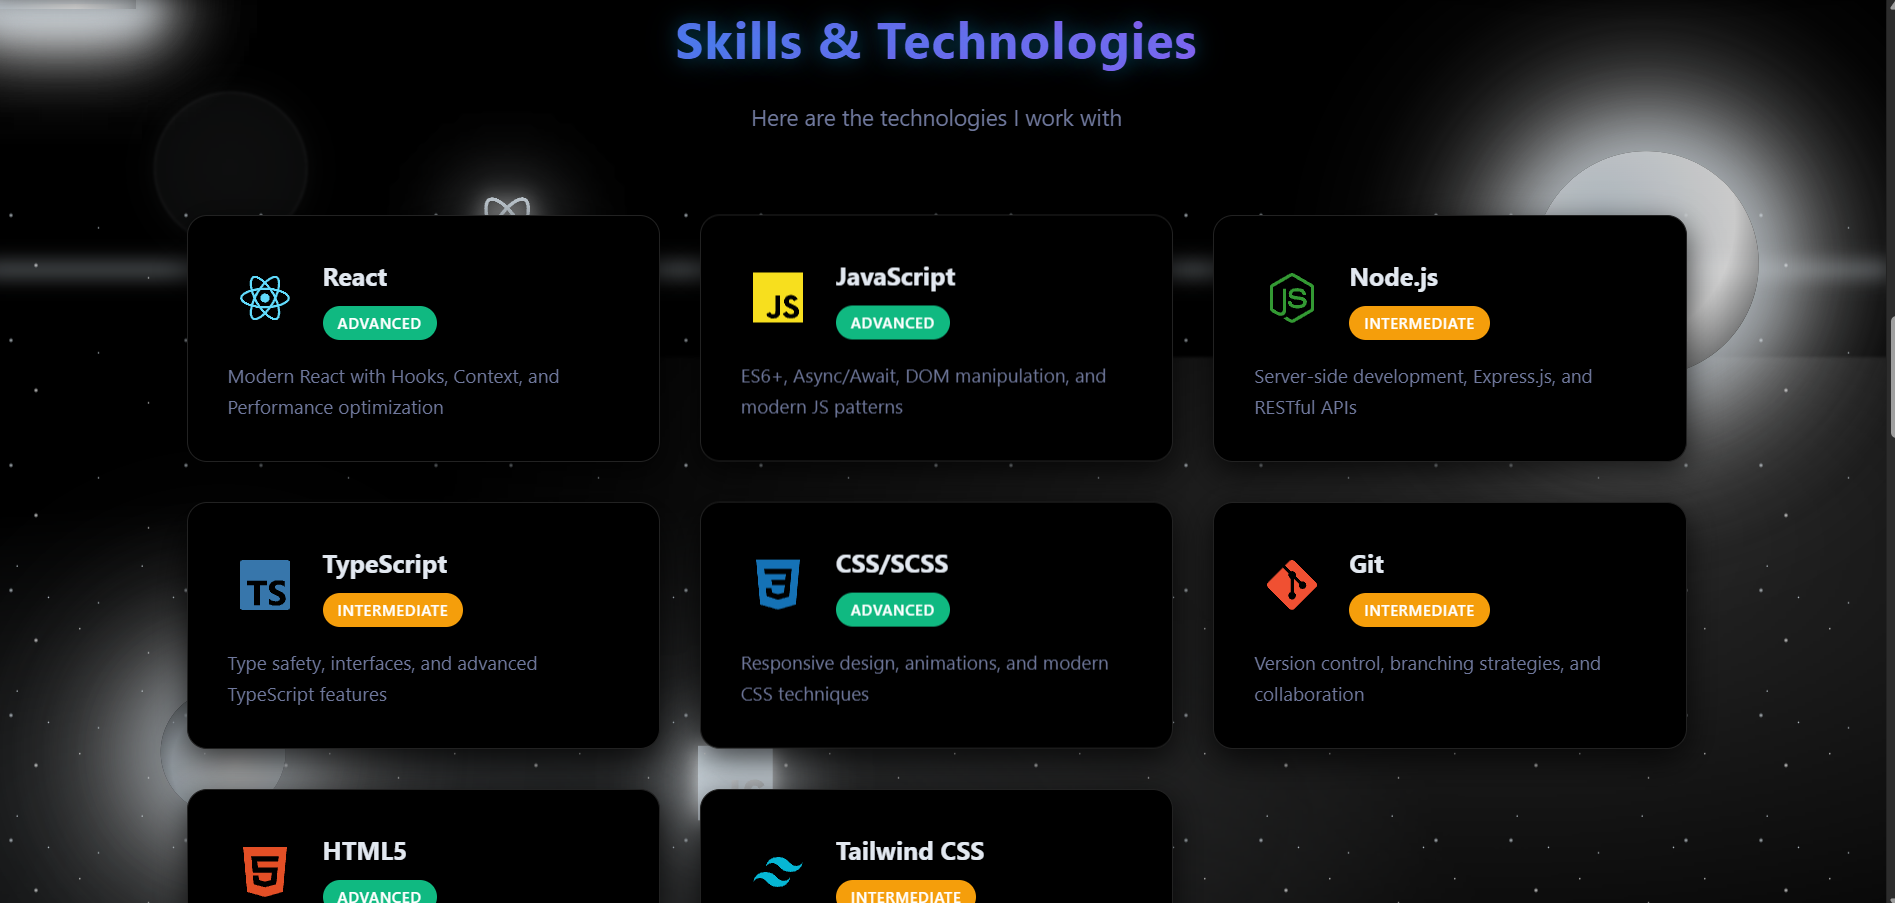 Skills & Technologies
Here are the technologies I work with
React
ADVANCED
Modern React with Hooks, Context, and
Performance optimization
JS
JavaScript
ADVANCED
ES6+, Async/Await, DOM manipulation, and
modern JS patterns
JS
Node.js
INTERMEDIATE
Server-side development, Express.js, and
RESTful APIs
TS
TypeScript
INTERMEDIATE
Type safety, interfaces, and advanced
TypeScript features
3
CSS/SCSS
ADVANCED
Responsive design, animations, and modern
CSS techniques
Git
INTERMEDIATE
Version control, branching strategies, and
collaboration
5
HTML5
ADVANCED
Tailwind CSS
INTERMEDIATE